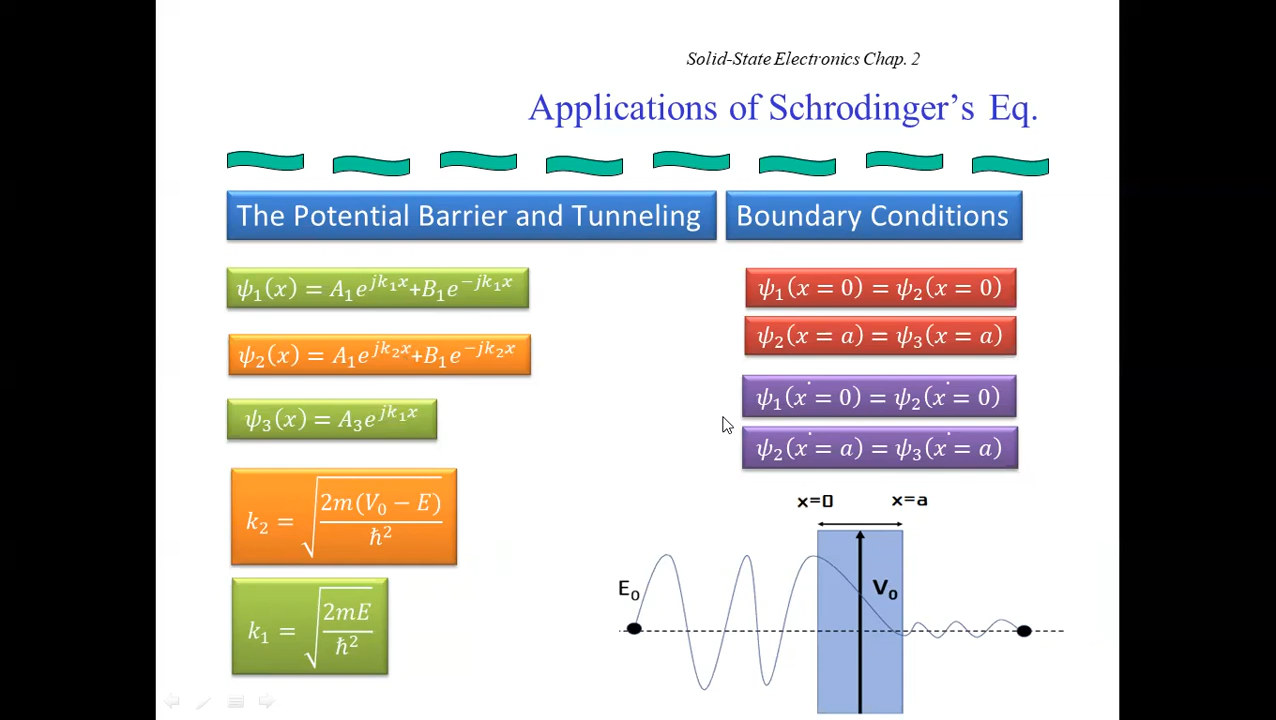 Solid-State Electronics Chap. 2
Applications of Schrodinger's Eq.
The Potential Barrier and Tunneling
Boundary Conditions
ψ₁(x) = A₁e^{jk₁x}+B₁e^{-jk₁x}
ψ₂(x) = A₁e^{jk₂x}+B₁e^{-jk₂x}
ψ₃(x) = A₃e^{jk₁x}
k₂ = √(2m(V₀ − E)/ħ²)
k₁ = √(2mE/ħ²)
ψ₁(x = 0) = ψ₂(x = 0)
ψ₂(x = a) = ψ₃(x = a)
ψ₁(ẋ = 0) = ψ₂(ẋ = 0)
ψ₂(ẋ = a) = ψ₃(ẋ = a)
x=0 x=a
E₀
V₀